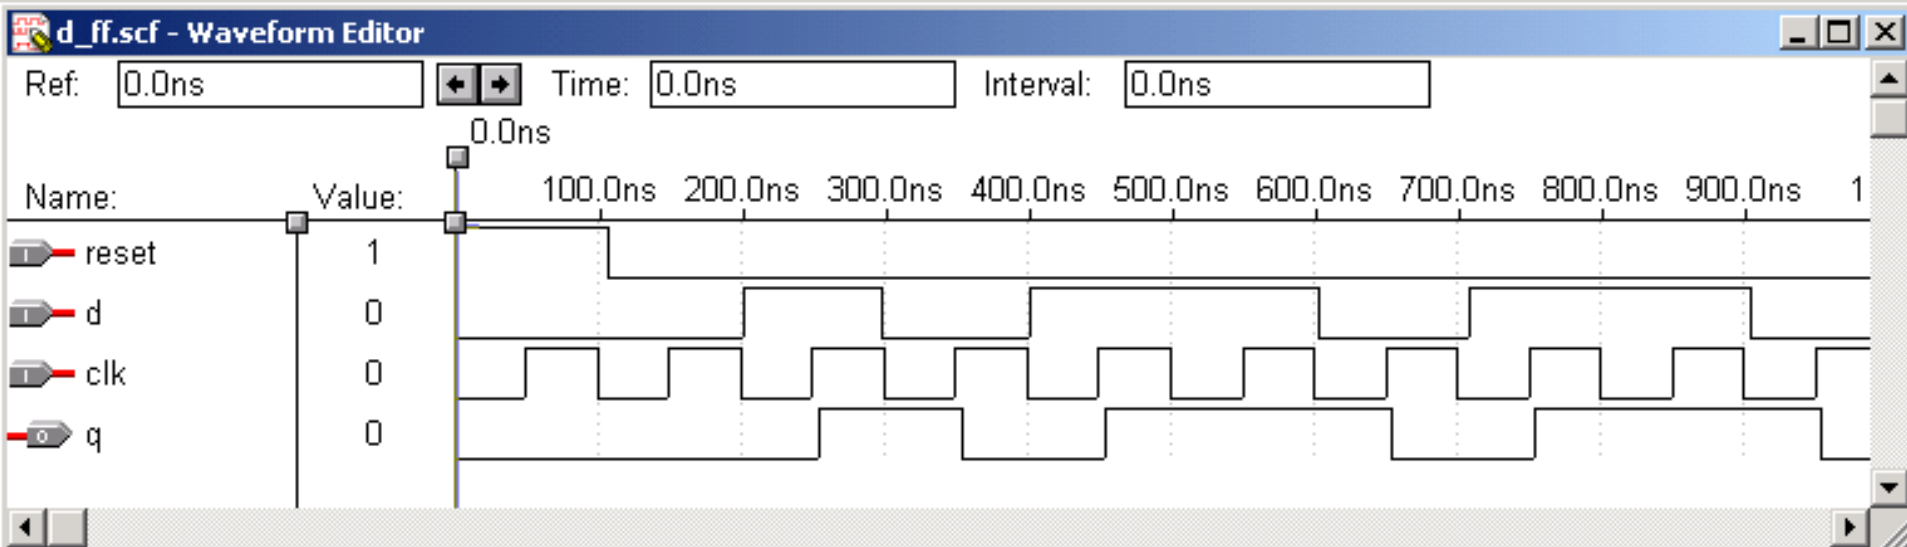 d_ff.scf - Waveform Editor
Ref: 0.0ns Time: 0.0ns Interval: 0.0ns
0.0ns
Name: Value: 100.0ns 200.0ns 300.0ns 400.0ns 500.0ns 600.0ns 700.0ns 800.0ns 900.0ns 1
I reset 1
I d 0
I clk 0
O q 0